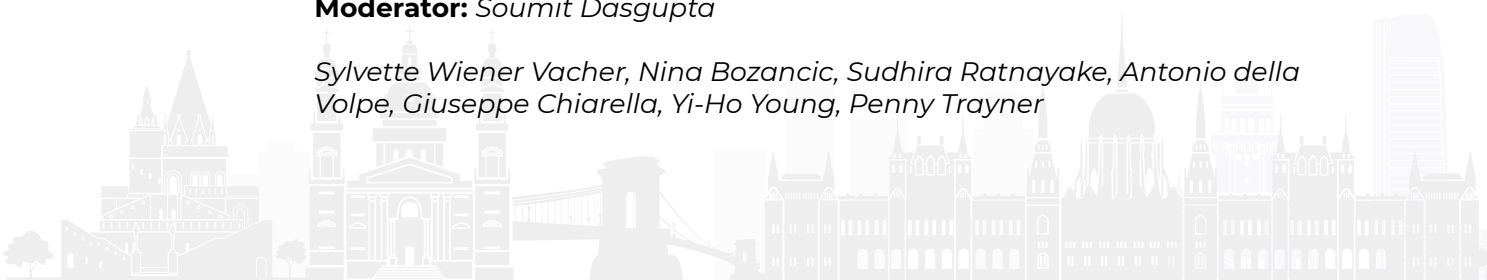 Moderator: Soumit Dasgupta
Sylvette Wiener Vacher, Nina Bozancic, Sudhira Ratnayake, Antonio della
Volpe, Giuseppe Chiarella, Yi-Ho Young, Penny Trayner